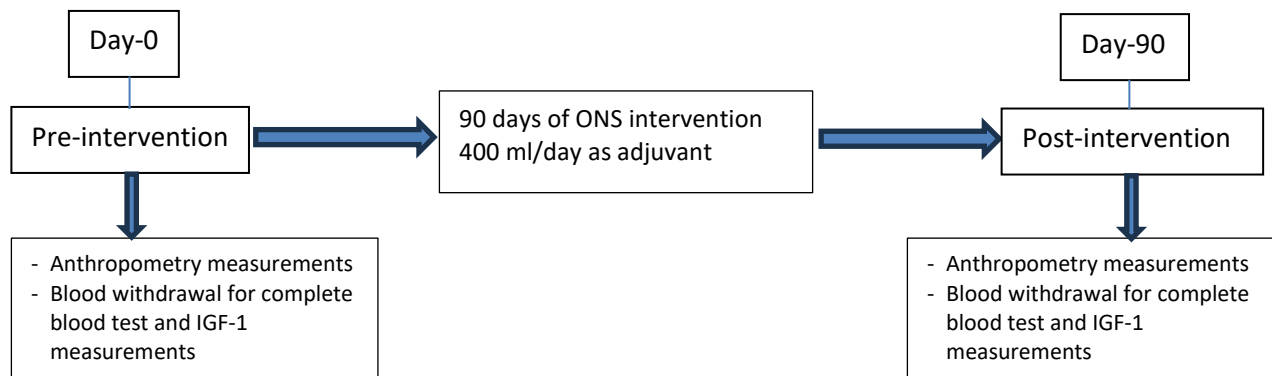 Day-0
Day-90
Pre-intervention
90 days of ONS intervention
400 ml/day as adjuvant
Post-intervention
- Anthropometry measurements
- Blood withdrawal for complete
blood test and IGF-1
measurements
- Anthropometry measurements
- Blood withdrawal for complete
blood test and IGF-1
measurements